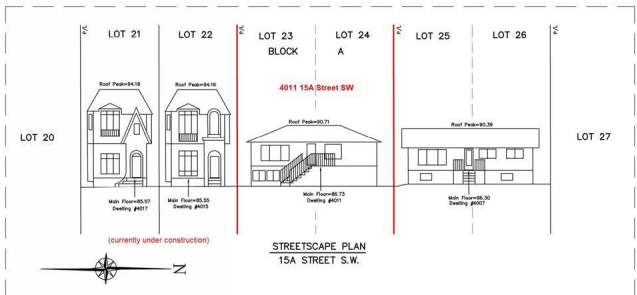 P/L
LOT 21
LOT 22
P/L
LOT 23
LOT 24
P/L
LOT 25
LOT 26
P/L
BLOCK A
4011 15A Street SW
Roof Peak=94.18
Roof Peak=94.16
Roof Peak=90.71
Roof Peak=90.39
LOT 20
LOT 27
Main Floor=85.57
Dwelling #4017
Main Floor=85.55
Dwelling #4015
Main Floor=86.73
Dwelling #4011
Main Floor=86.30
Dwelling #4007
(currently under construction)
STREETSCAPE PLAN
15A STREET S.W.
N